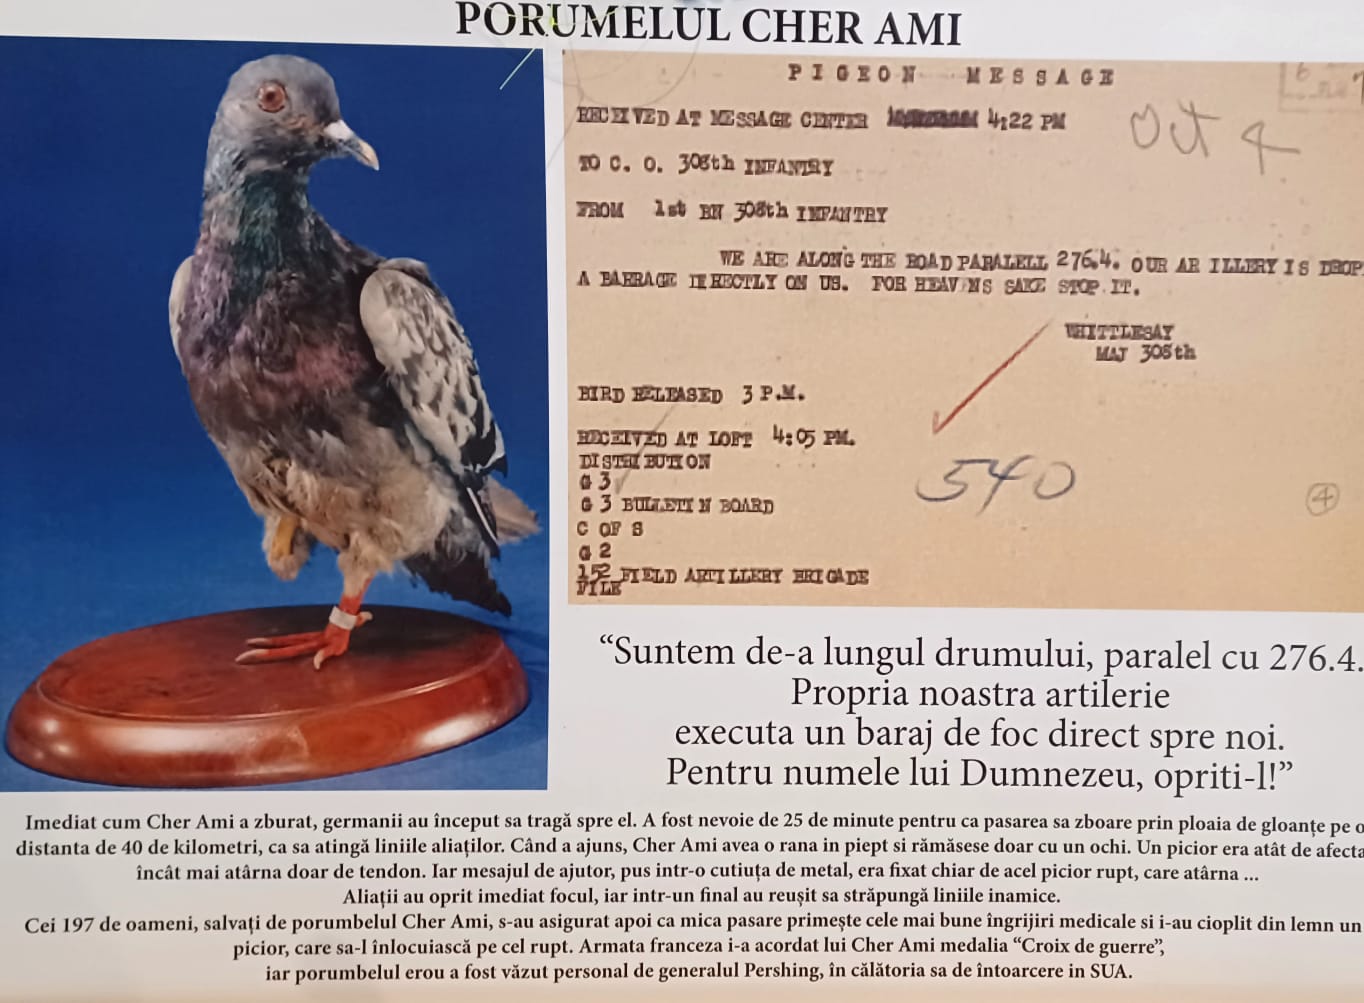 PORUMELUL CHER AMI
PIGEON MESSAGE
RECEIVED AT MESSAGE CENTER 4:22 PM
Oct 4
TO C. O. 308th INFANTRY
FROM 1st BN 308th INFANTRY
WE ARE ALONG THE ROAD PARALELL 276.4. OUR AR ILLERY IS DROP
A BARRAGE DIRECTLY ON US. FOR HEAVENS SAKE STOP IT.
WHITTLESAY
MAJ 308th
BIRD RELEASED 3 P.M.
RECEIVED AT LOFT 4:05 PM.
DISTRIBUTION
G 3
G 3 BULLETIN BOARD
C OF S
G 2
152 FIELD ARTILLERY BRIGADE
FILE
540
4
“Suntem de-a lungul drumului, paralel cu 276.4.
Propria noastra artilerie
executa un baraj de foc direct spre noi.
Pentru numele lui Dumnezeu, opriti-l!”
Imediat cum Cher Ami a zburat, germanii au început sa tragă spre el. A fost nevoie de 25 de minute pentru ca pasarea sa zboare prin ploaia de gloanțe pe o
distanta de 40 de kilometri, ca sa atingă liniile aliaților. Când a ajuns, Cher Ami avea o rana in piept si rămăsese doar cu un ochi. Un picior era atât de afecta
încât mai atârna doar de tendon. Iar mesajul de ajutor, pus intr-o cutiuța de metal, era fixat chiar de acel picior rupt, care atârna ...
Aliații au oprit imediat focul, iar intr-un final au reușit sa străpungă liniile inamice.
Cei 197 de oameni, salvați de porumbelul Cher Ami, s-au asigurat apoi ca mica pasare primește cele mai bune îngrijiri medicale si i-au cioplit din lemn un
picior, care sa-l înlocuiască pe cel rupt. Armata franceza i-a acordat lui Cher Ami medalia “Croix de guerre”,
iar porumbelul erou a fost văzut personal de generalul Pershing, în călătoria sa de întoarcere in SUA.